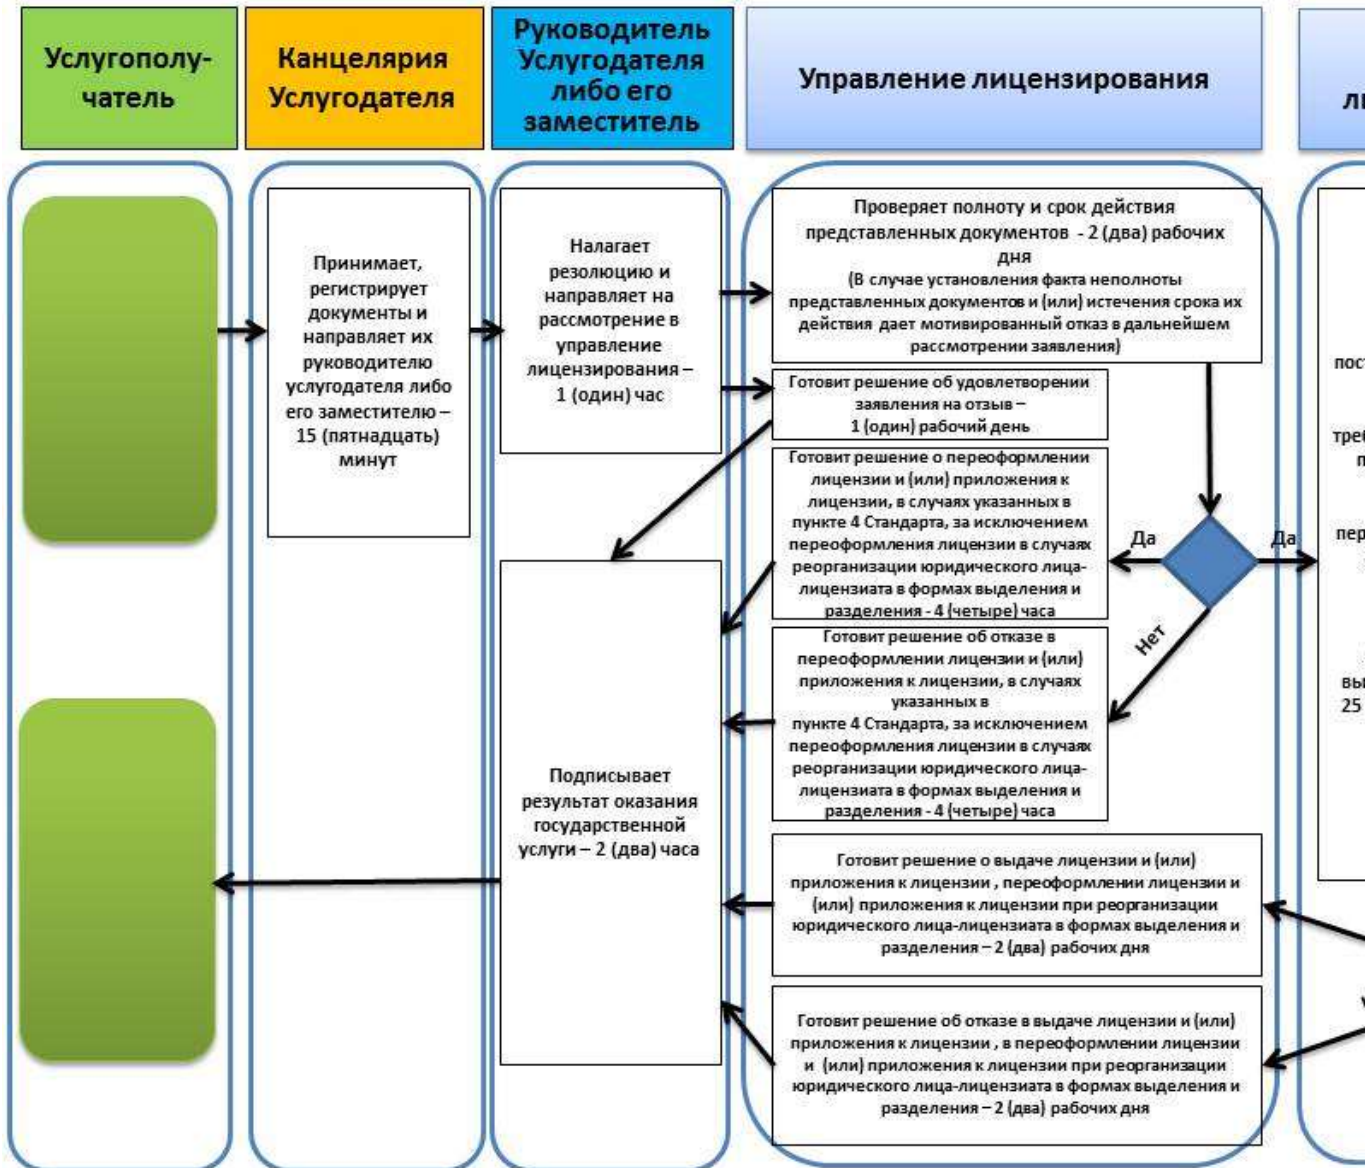 Услугополу-
чатель
Канцелярия
Услугодателя
Руководитель
Услугодателя
либо его
заместитель
Управление лицензирования
Принимает,
регистрирует
документы и
направляет их
руководителю
услугодателя либо
его заместителю –
15 (пятнадцать)
минут
Налагает
резолюцию и
направляет на
рассмотрение в
управление
лицензирования –
1 (один) час
Подписывает
результат оказания
государственной
услуги – 2 (два) часа
Проверяет полноту и срок действия
представленных документов - 2 (два) рабочих
дня
(В случае установления факта неполноты
представленных документов и (или) истечения срока их
действия дает мотивированный отказ в дальнейшем
рассмотрении заявления)
Готовит решение об удовлетворении
заявления на отзыв –
1 (один) рабочий день
Готовит решение о переоформлении
лицензии и (или) приложения к
лицензии, в случаях указанных в
пункте 4 Стандарта, за исключением
переоформления лицензии в случаях
реорганизации юридического лица-
лицензиата в формах выделения и
разделения - 4 (четыре) часа
Да
Да
Нет
Готовит решение об отказе в
переоформлении лицензии и (или)
приложения к лицензии, в случаях
указанных в
пункте 4 Стандарта, за исключением
переоформления лицензии в случаях
реорганизации юридического лица-
лицензиата в формах выделения и
разделения - 4 (четыре) часа
Готовит решение о выдаче лицензии и (или)
приложения к лицензии , переоформлении лицензии и
(или) приложения к лицензии при реорганизации
юридического лица-лицензиата в формах выделения и
разделения – 2 (два) рабочих дня
Готовит решение об отказе в выдаче лицензии и (или)
приложения к лицензии , в переоформлении лицензии
и (или) приложения к лицензии при реорганизации
юридического лица-лицензиата в формах выделения и
разделения – 2 (два) рабочих дня
25